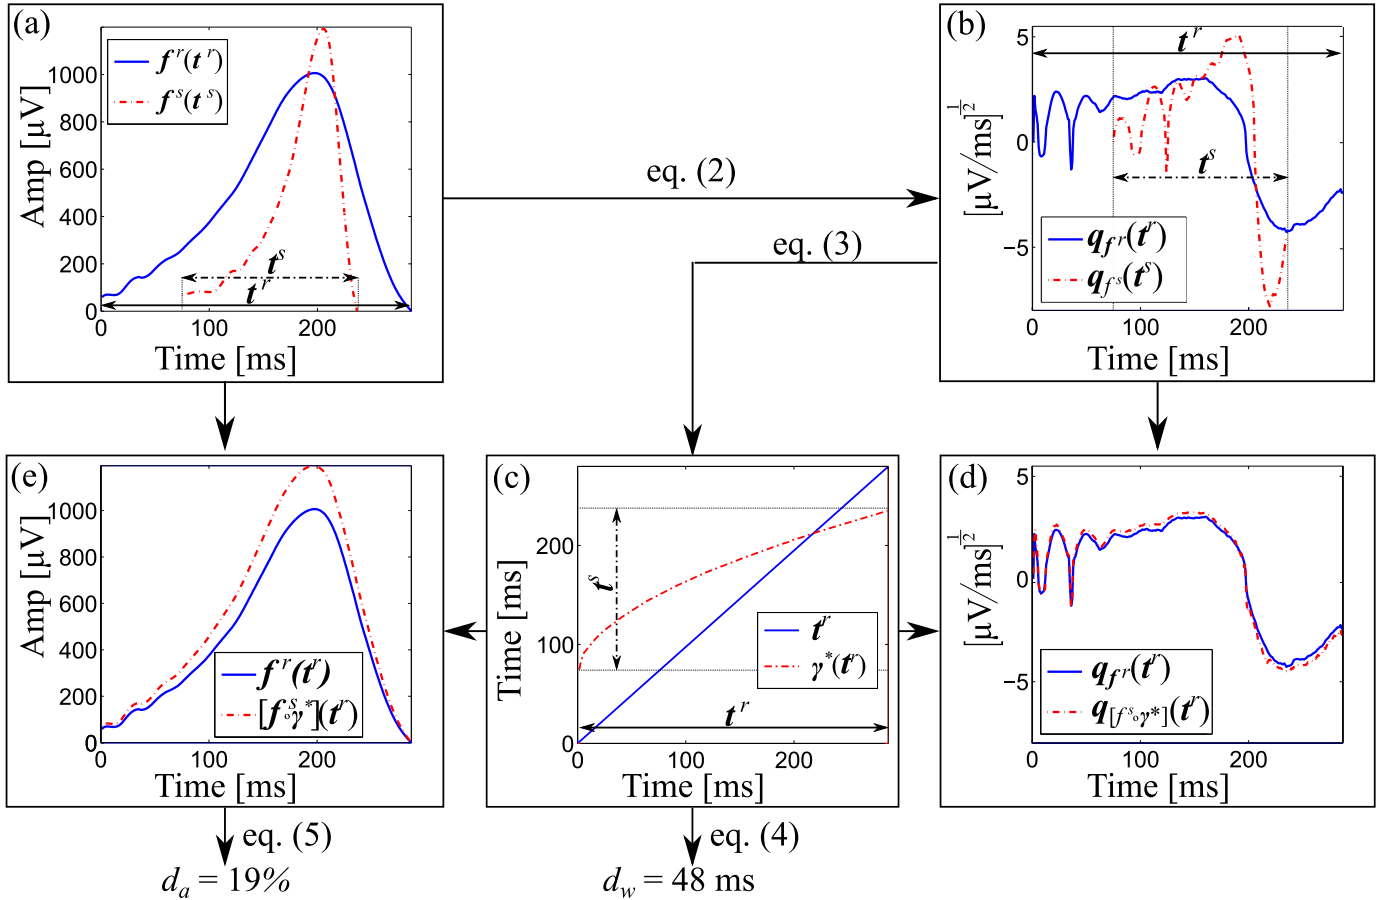 (a)
f^r(t^r)
f^s(t^s)
Amp [µV]
1000
800
600
400
200
0
t^s
t^r
0 100 200
Time [ms]
eq. (2)
eq. (3)
(b)
[µV/ms]^{1/2}
5
0
−5
t^r
t^s
q_{f^r}(t^r)
q_{f^s}(t^s)
0 100 200
Time [ms]
(e)
Amp [µV]
1000
800
600
400
200
0
f^r(t^r)
[f^s∘γ*](t^r)
0 100 200
Time [ms]
(c)
Time [ms]
200
100
0
t^s
t^r
γ*(t^r)
t^r
0 100 200
Time [ms]
(d)
[µV/ms]^{1/2}
5
0
−5
q_{f^r}(t^r)
q_{[f^s∘γ*]}(t^r)
0 100 200
Time [ms]
eq. (5)
d_a = 19%
eq. (4)
d_w = 48 ms